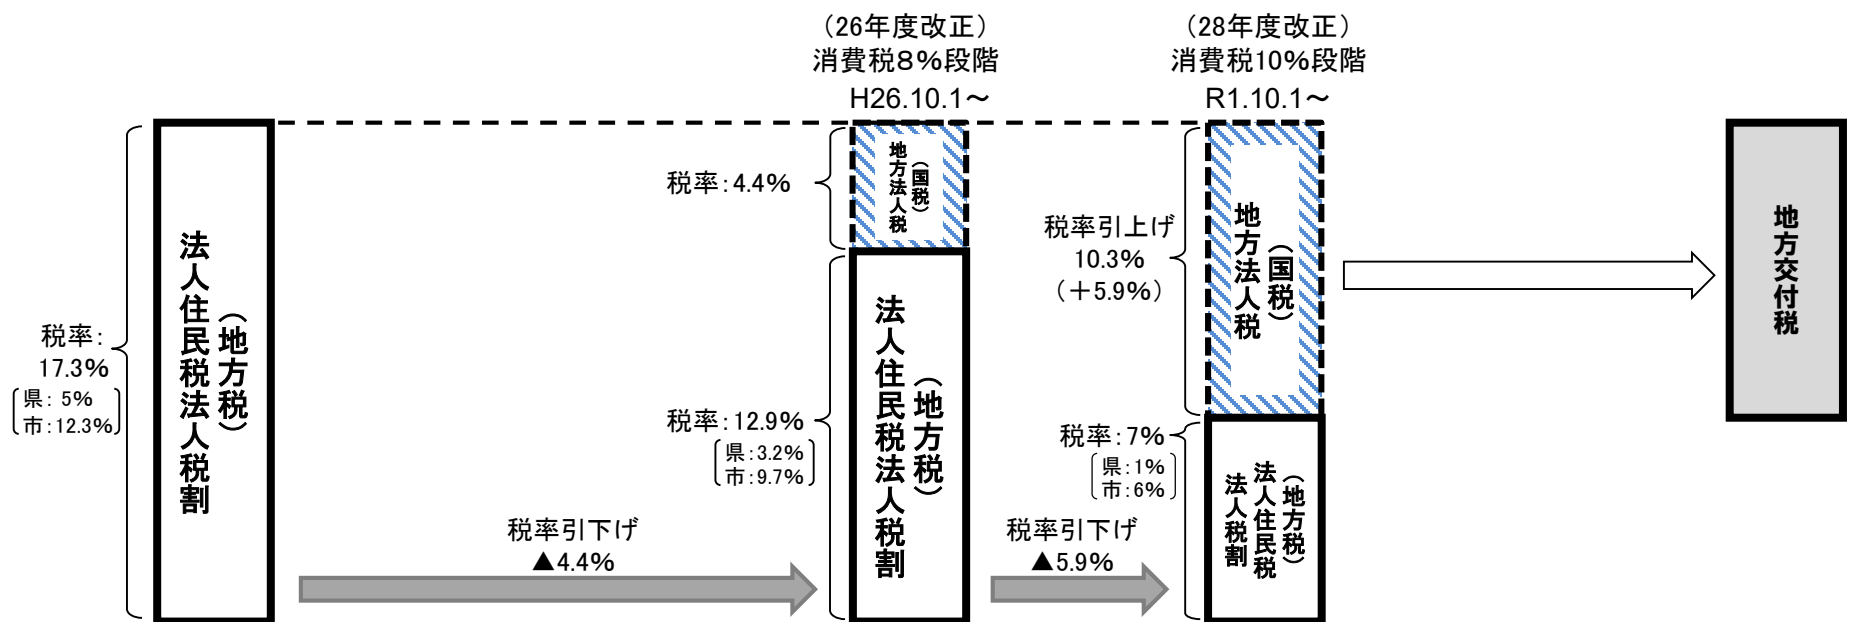 （26年度改正）
消費税８％段階
H26.10.1～
（28年度改正）
消費税10％段階
R1.10.1～
税率：
17.3％
県： 5％
市：12.3％
法人住民税法人税割
（地方税）
税率引下げ
▲4.4％
税率：4.4％
地方法人税
（国税）
税率：12.9％
県：3.2％
市：9.7％
法人住民税法人税割
（地方税）
税率引下げ
▲5.9％
税率引上げ
10.3％
（＋5.9％）
地方法人税
（国税）
税率：7％
県：1％
市：6％
（地方税）
法人住民税
法人税割
地方交付税